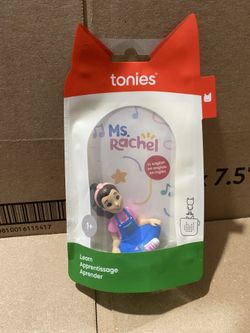 tonies®
Ms.
Rachel
in english
en anglais
en inglés
x 7.5"
1+
Learn
Apprentissage
Aprender